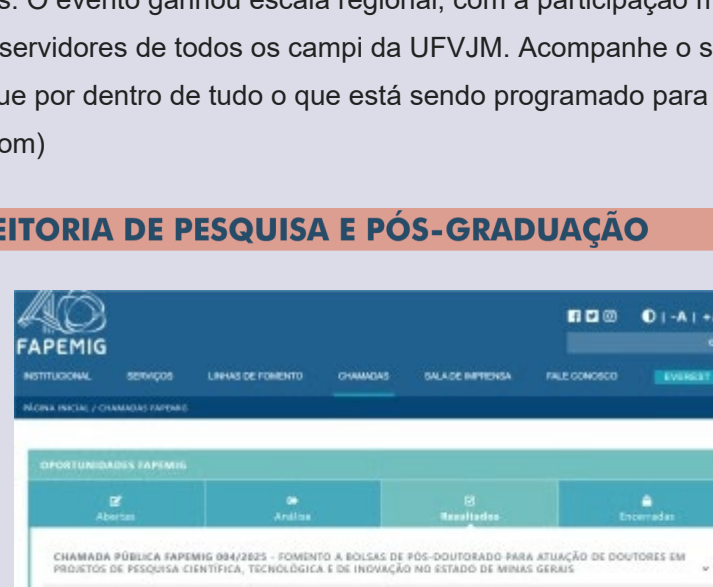 s. O evento ganhou escala regional, com a participação m
servidores de todos os campi da UFVJM. Acompanhe o s
ue por dentro de tudo o que está sendo programado para
om)
EITORIA DE PESQUISA E PÓS-GRADUAÇÃO
FAPEMIG
| -A | +
INSTITUCIONAL SERVIÇOS LINHAS DE FOMENTO CHAMADAS SALA DE IMPRENSA FALE CONOSCO EVEREST
PÁGINA INICIAL / CHAMADAS FAPEMIG
OPORTUNIDADES FAPEMIG
Abertas Análise Resultados Encerradas
CHAMADA PÚBLICA FAPEMIG 004/2025 - FOMENTO A BOLSAS DE PÓS-DOUTORADO PARA ATUAÇÃO DE DOUTORES EM
PROJETOS DE PESQUISA CIENTÍFICA, TECNOLÓGICA E DE INOVAÇÃO NO ESTADO DE MINAS GERAIS